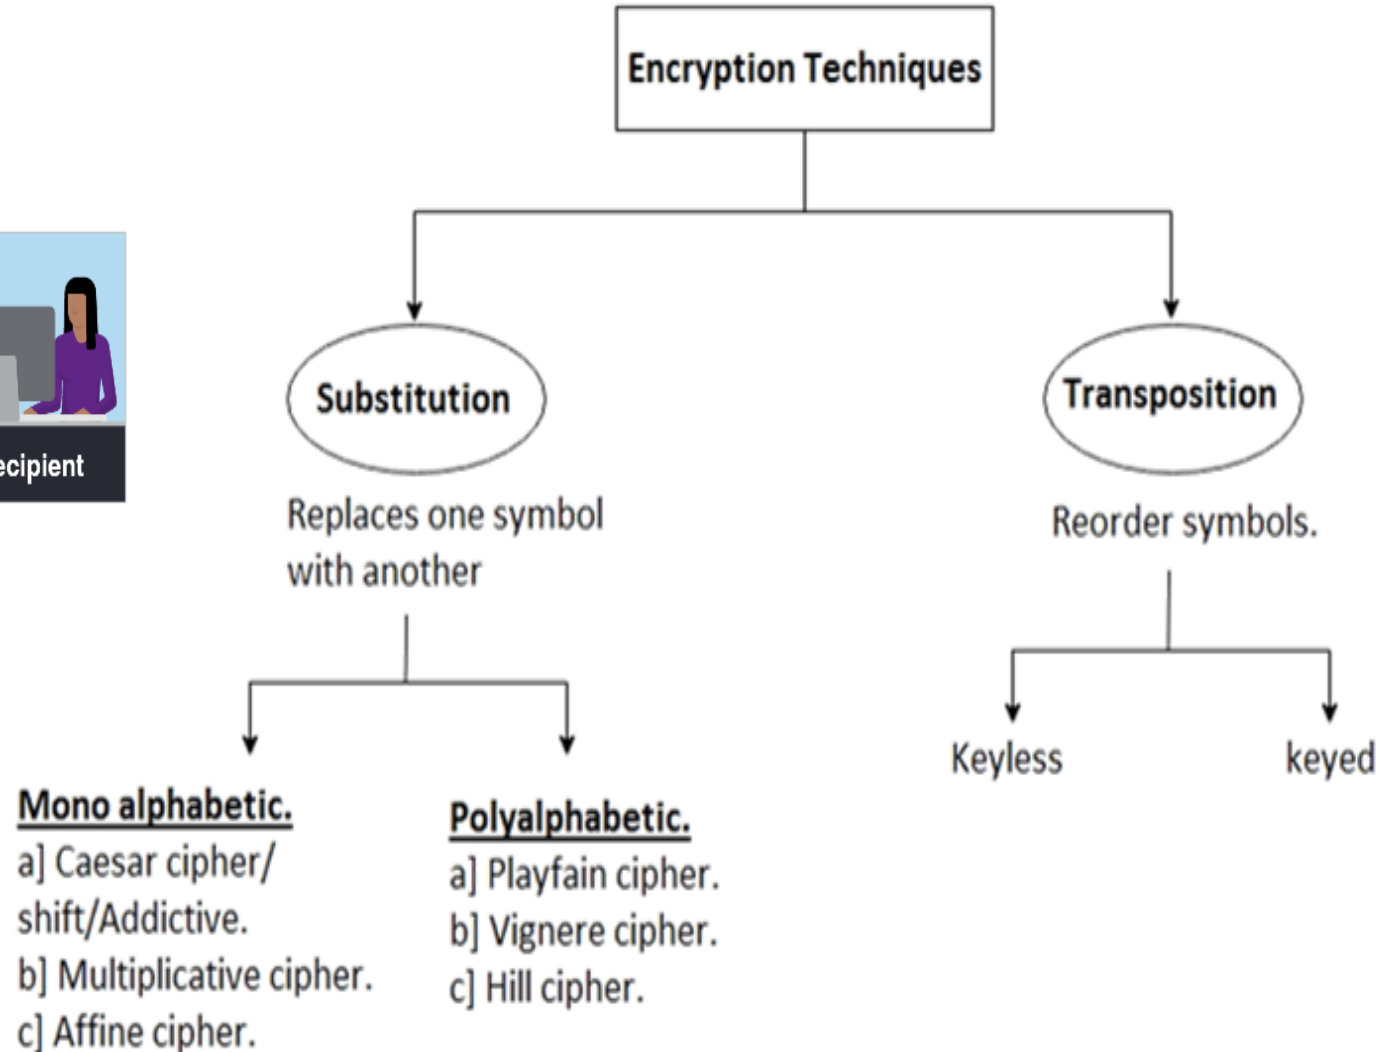 Encryption Techniques
Substitution
Transposition
ecipient
Replaces one symbol
with another
Reorder symbols.
Keyless
keyed
Mono alphabetic.
a] Caesar cipher/
shift/Addictive.
b] Multiplicative cipher.
c] Affine cipher.
Polyalphabetic.
a] Playfain cipher.
b] Vignere cipher.
c] Hill cipher.